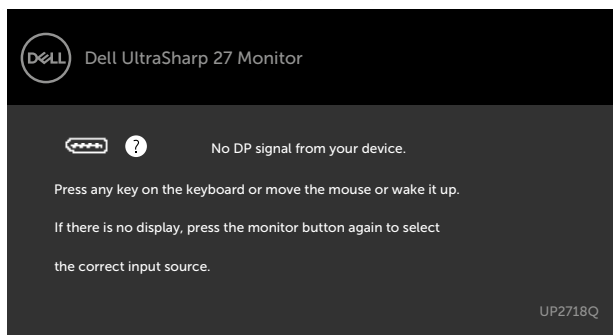 DELL Dell UltraSharp 27 Monitor
? No DP signal from your device.
Press any key on the keyboard or move the mouse or wake it up.
If there is no display, press the monitor button again to select
the correct input source.
UP2718Q